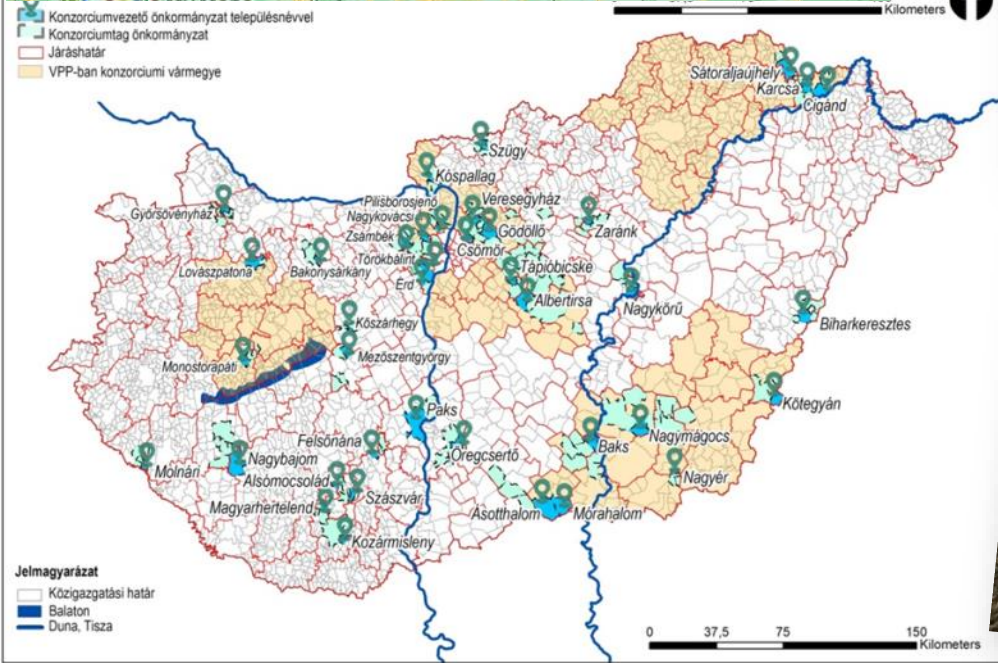 Konzorciumvezető önkormányzat településnévvel
Konzorciumtag önkormányzat
Járáshatár
VPP-ban konzorciumi vármegye
Kilometers
Sátoraljaújhely
Karcsa
Cigánd
Szügy
Kóspallag
Pilisborosjenő
Veresegyház
Nagykovácsi
Győrsövényház
Gödöllő
Zaránk
Zsámbék
Csömör
Lovászpatona
Bakonysárkány
Törökbálint
Tápióbicske
Érd
Albertirsa
Nagykörű
Kőszárhegy
Biharkeresztes
Mezőszentgyörgy
Monostorapáti
Kötegyán
Paks
Felsőnána
Nagymágocs
Baks
Molnári
Nagybajom
Öregcsertő
Nagyér
Alsómocsolád
Szászvár
Magyarhertelend
Ásotthalom
Mórahalom
Kozármisleny
Jelmagyarázat
Közigazgatási határ
Balaton
Duna, Tisza
0 37,5 75 150
Kilometers